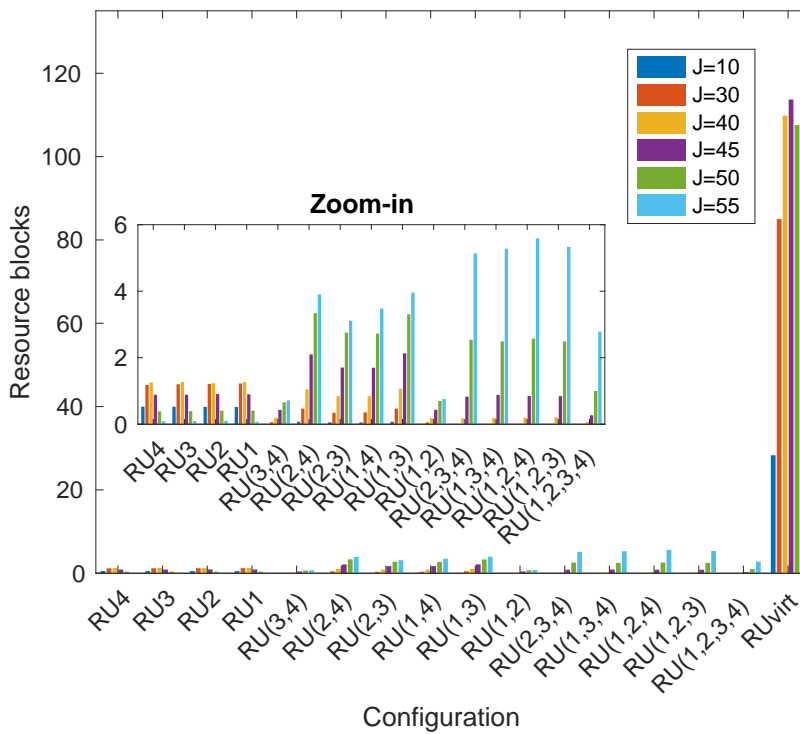 120
100
80
60
40
20
0
Resource blocks
J=10
J=30
J=40
J=45
J=50
J=55
Zoom-in
6
4
2
0
RU4
RU3
RU2
RU1
RU(3,4)
RU(2,4)
RU(2,3)
RU(1,4)
RU(1,3)
RU(1,2)
RU(2,3,4)
RU(1,3,4)
RU(1,2,4)
RU(1,2,3)
RU(1,2,3,4)
RU4
RU3
RU2
RU1
RU(3,4)
RU(2,4)
RU(2,3)
RU(1,4)
RU(1,3)
RU(1,2)
RU(2,3,4)
RU(1,3,4)
RU(1,2,4)
RU(1,2,3)
RU(1,2,3,4)
RUvirt
Configuration